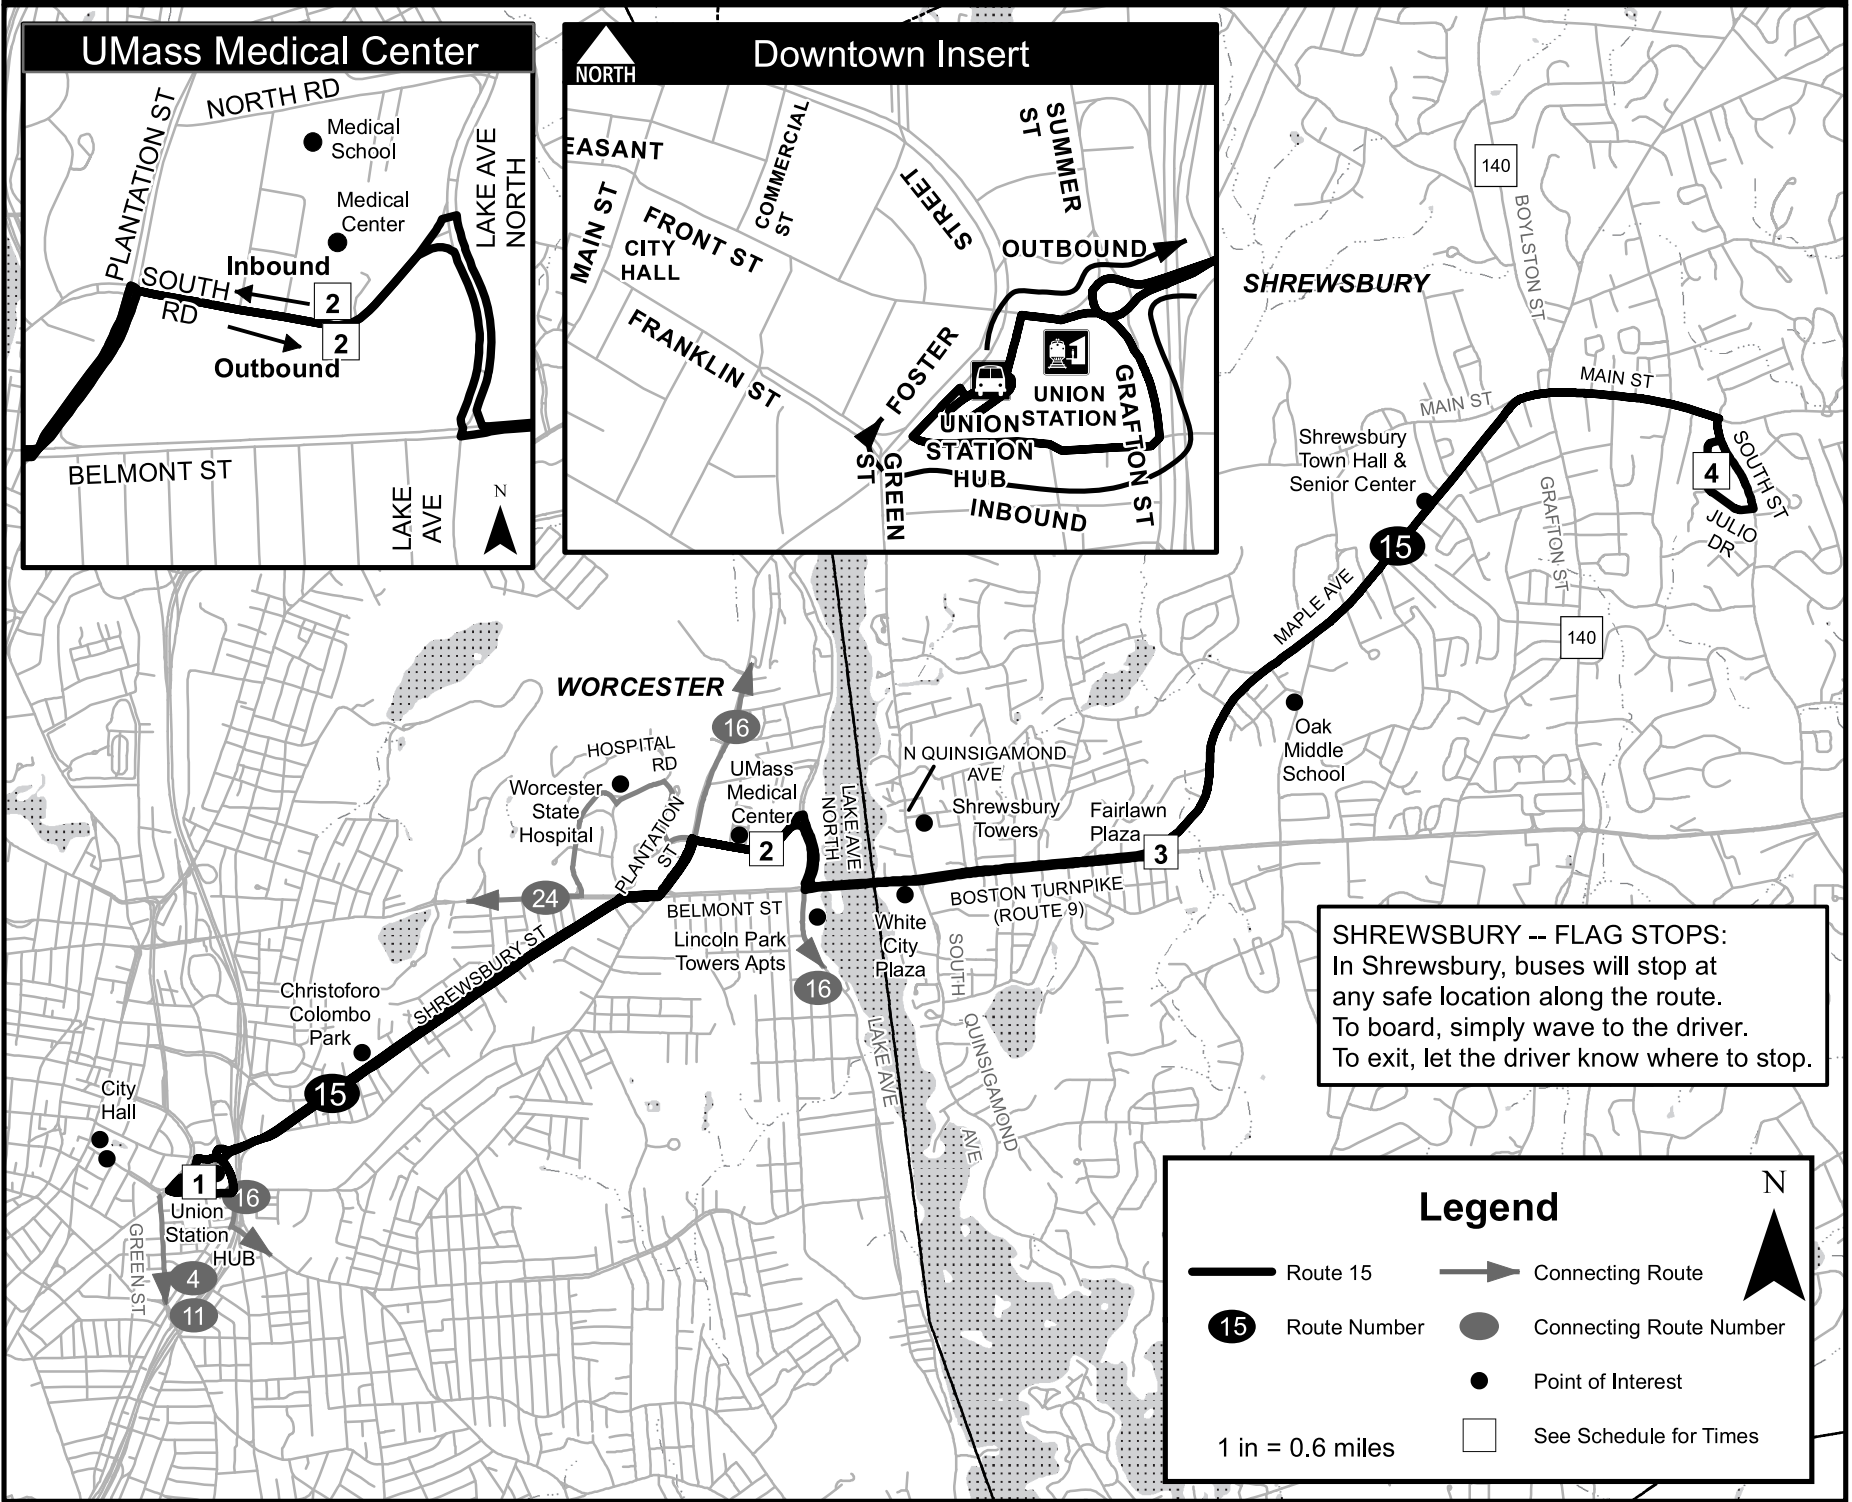 UMass Medical Center
PLANTATION ST
NORTH RD
Medical
School
LAKE AVE
NORTH
Medical
Center
Inbound
SOUTH
RD
2
2
Outbound
BELMONT ST
LAKE
AVE
N
NORTH
Downtown Insert
EASANT
MAIN ST
COMMERCIAL
ST
SUMMER
ST
STREET
FRONT ST
CITY
HALL
OUTBOUND
FRANKLIN ST
FOSTER
ST
UNION
STATION
GRAFTON ST
UNION
STATION
HUB
GREEN
INBOUND
SHREWSBURY
140
BOYLSTON ST
MAIN ST
MAIN ST
Shrewsbury
Town Hall &
Senior Center
4
SOUTH ST
JULIO
DR
GRAFTON ST
15
MAPLE AVE
140
WORCESTER
16
HOSPITAL
RD
Worcester
State
Hospital
UMass
Medical
Center
PLANTATION
ST
2
LAKE AVE
NORTH
N QUINSIGAMOND
AVE
Shrewsbury
Towers
Fairlawn
Plaza
3
Oak
Middle
School
24
BELMONT ST
Lincoln Park
Towers Apts
16
White
City
Plaza
BOSTON TURNPIKE
(ROUTE 9)
SOUTH
QUINSIGAMOND
AVE
LAKE AVE
SHREWSBURY ST
Christoforo
Colombo
Park
15
City
Hall
1
16
Union
Station
HUB
GREEN ST
4
11
SHREWSBURY -- FLAG STOPS:
In Shrewsbury, buses will stop at
any safe location along the route.
To board, simply wave to the driver.
To exit, let the driver know where to stop.
Legend
N
Route 15
Connecting Route
15
Route Number
Connecting Route Number
Point of Interest
See Schedule for Times
1 in = 0.6 miles